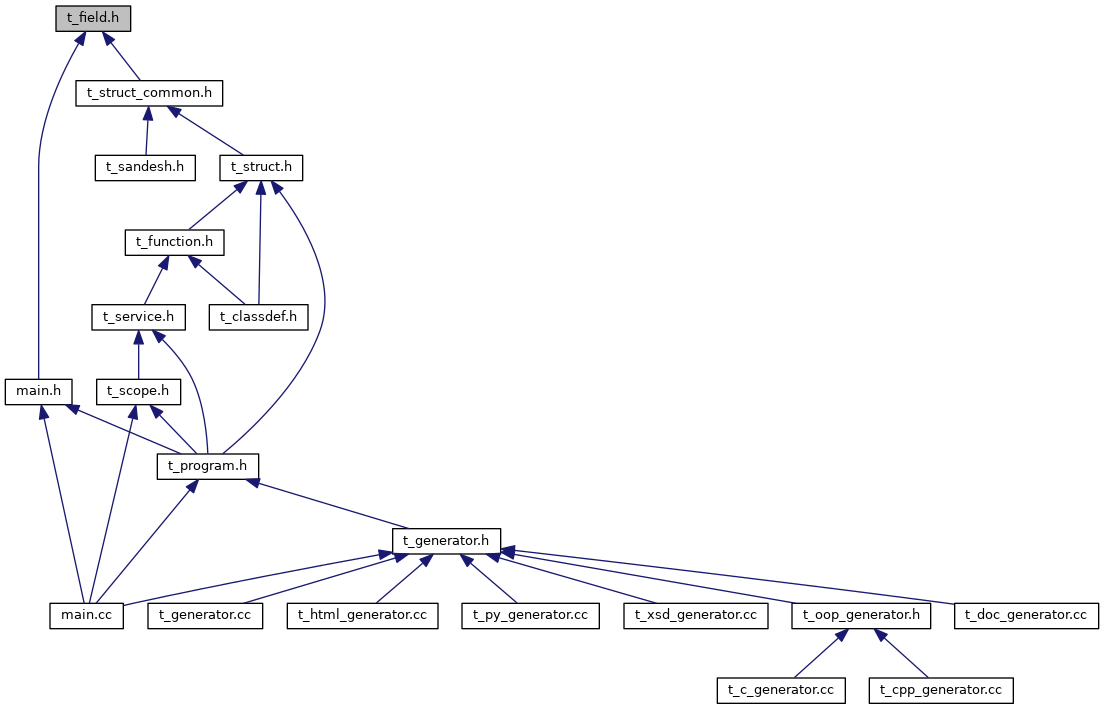 t_field.h
t_struct_common.h
t_sandesh.h
t_struct.h
t_function.h
t_service.h
t_classdef.h
main.h
t_scope.h
t_program.h
t_generator.h
main.cc
t_generator.cc
t_html_generator.cc
t_py_generator.cc
t_xsd_generator.cc
t_oop_generator.h
t_doc_generator.cc
t_c_generator.cc
t_cpp_generator.cc